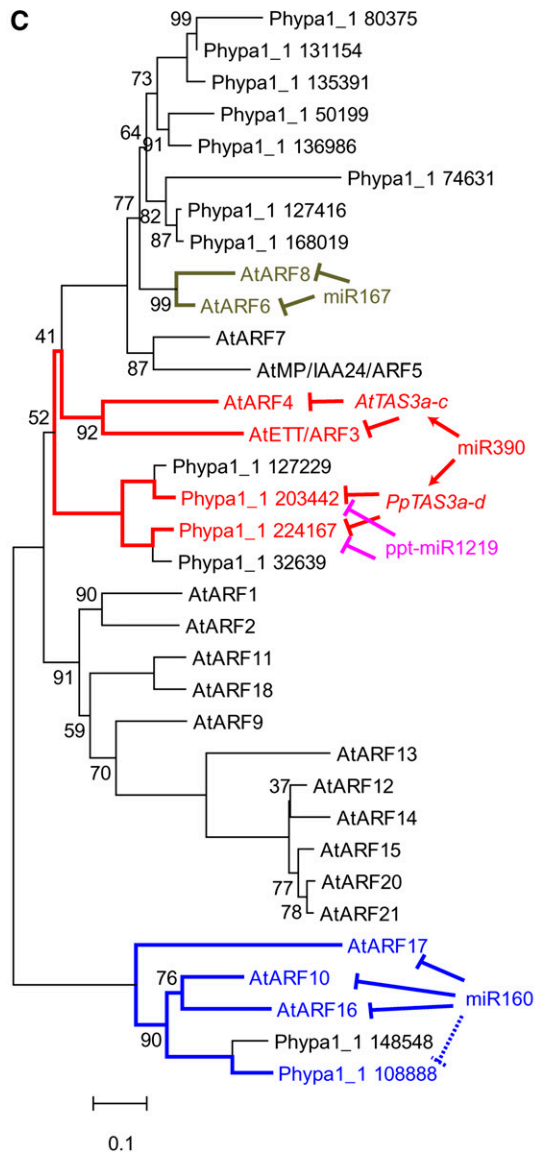 C
99
Phypa1_1 80375
Phypa1_1 131154
73
Phypa1_1 135391
Phypa1_1 50199
64
91
Phypa1_1 136986
Phypa1_1 74631
77
82
Phypa1_1 127416
87
Phypa1_1 168019
AtARF8
miR167
99
AtARF6
41
AtARF7
87
AtMP/IAA24/ARF5
52
AtARF4
AtTAS3a-c
92
AtETT/ARF3
miR390
Phypa1_1 127229
Phypa1_1 203442
PpTAS3a-d
Phypa1_1 224167
ppt-miR1219
Phypa1_1 32639
90
AtARF1
AtARF2
91
AtARF11
AtARF18
59
AtARF9
70
AtARF13
37
AtARF12
AtARF14
AtARF15
77
AtARF20
78
AtARF21
AtARF17
76
AtARF10
miR160
AtARF16
90
Phypa1_1 148548
Phypa1_1 108888
0.1